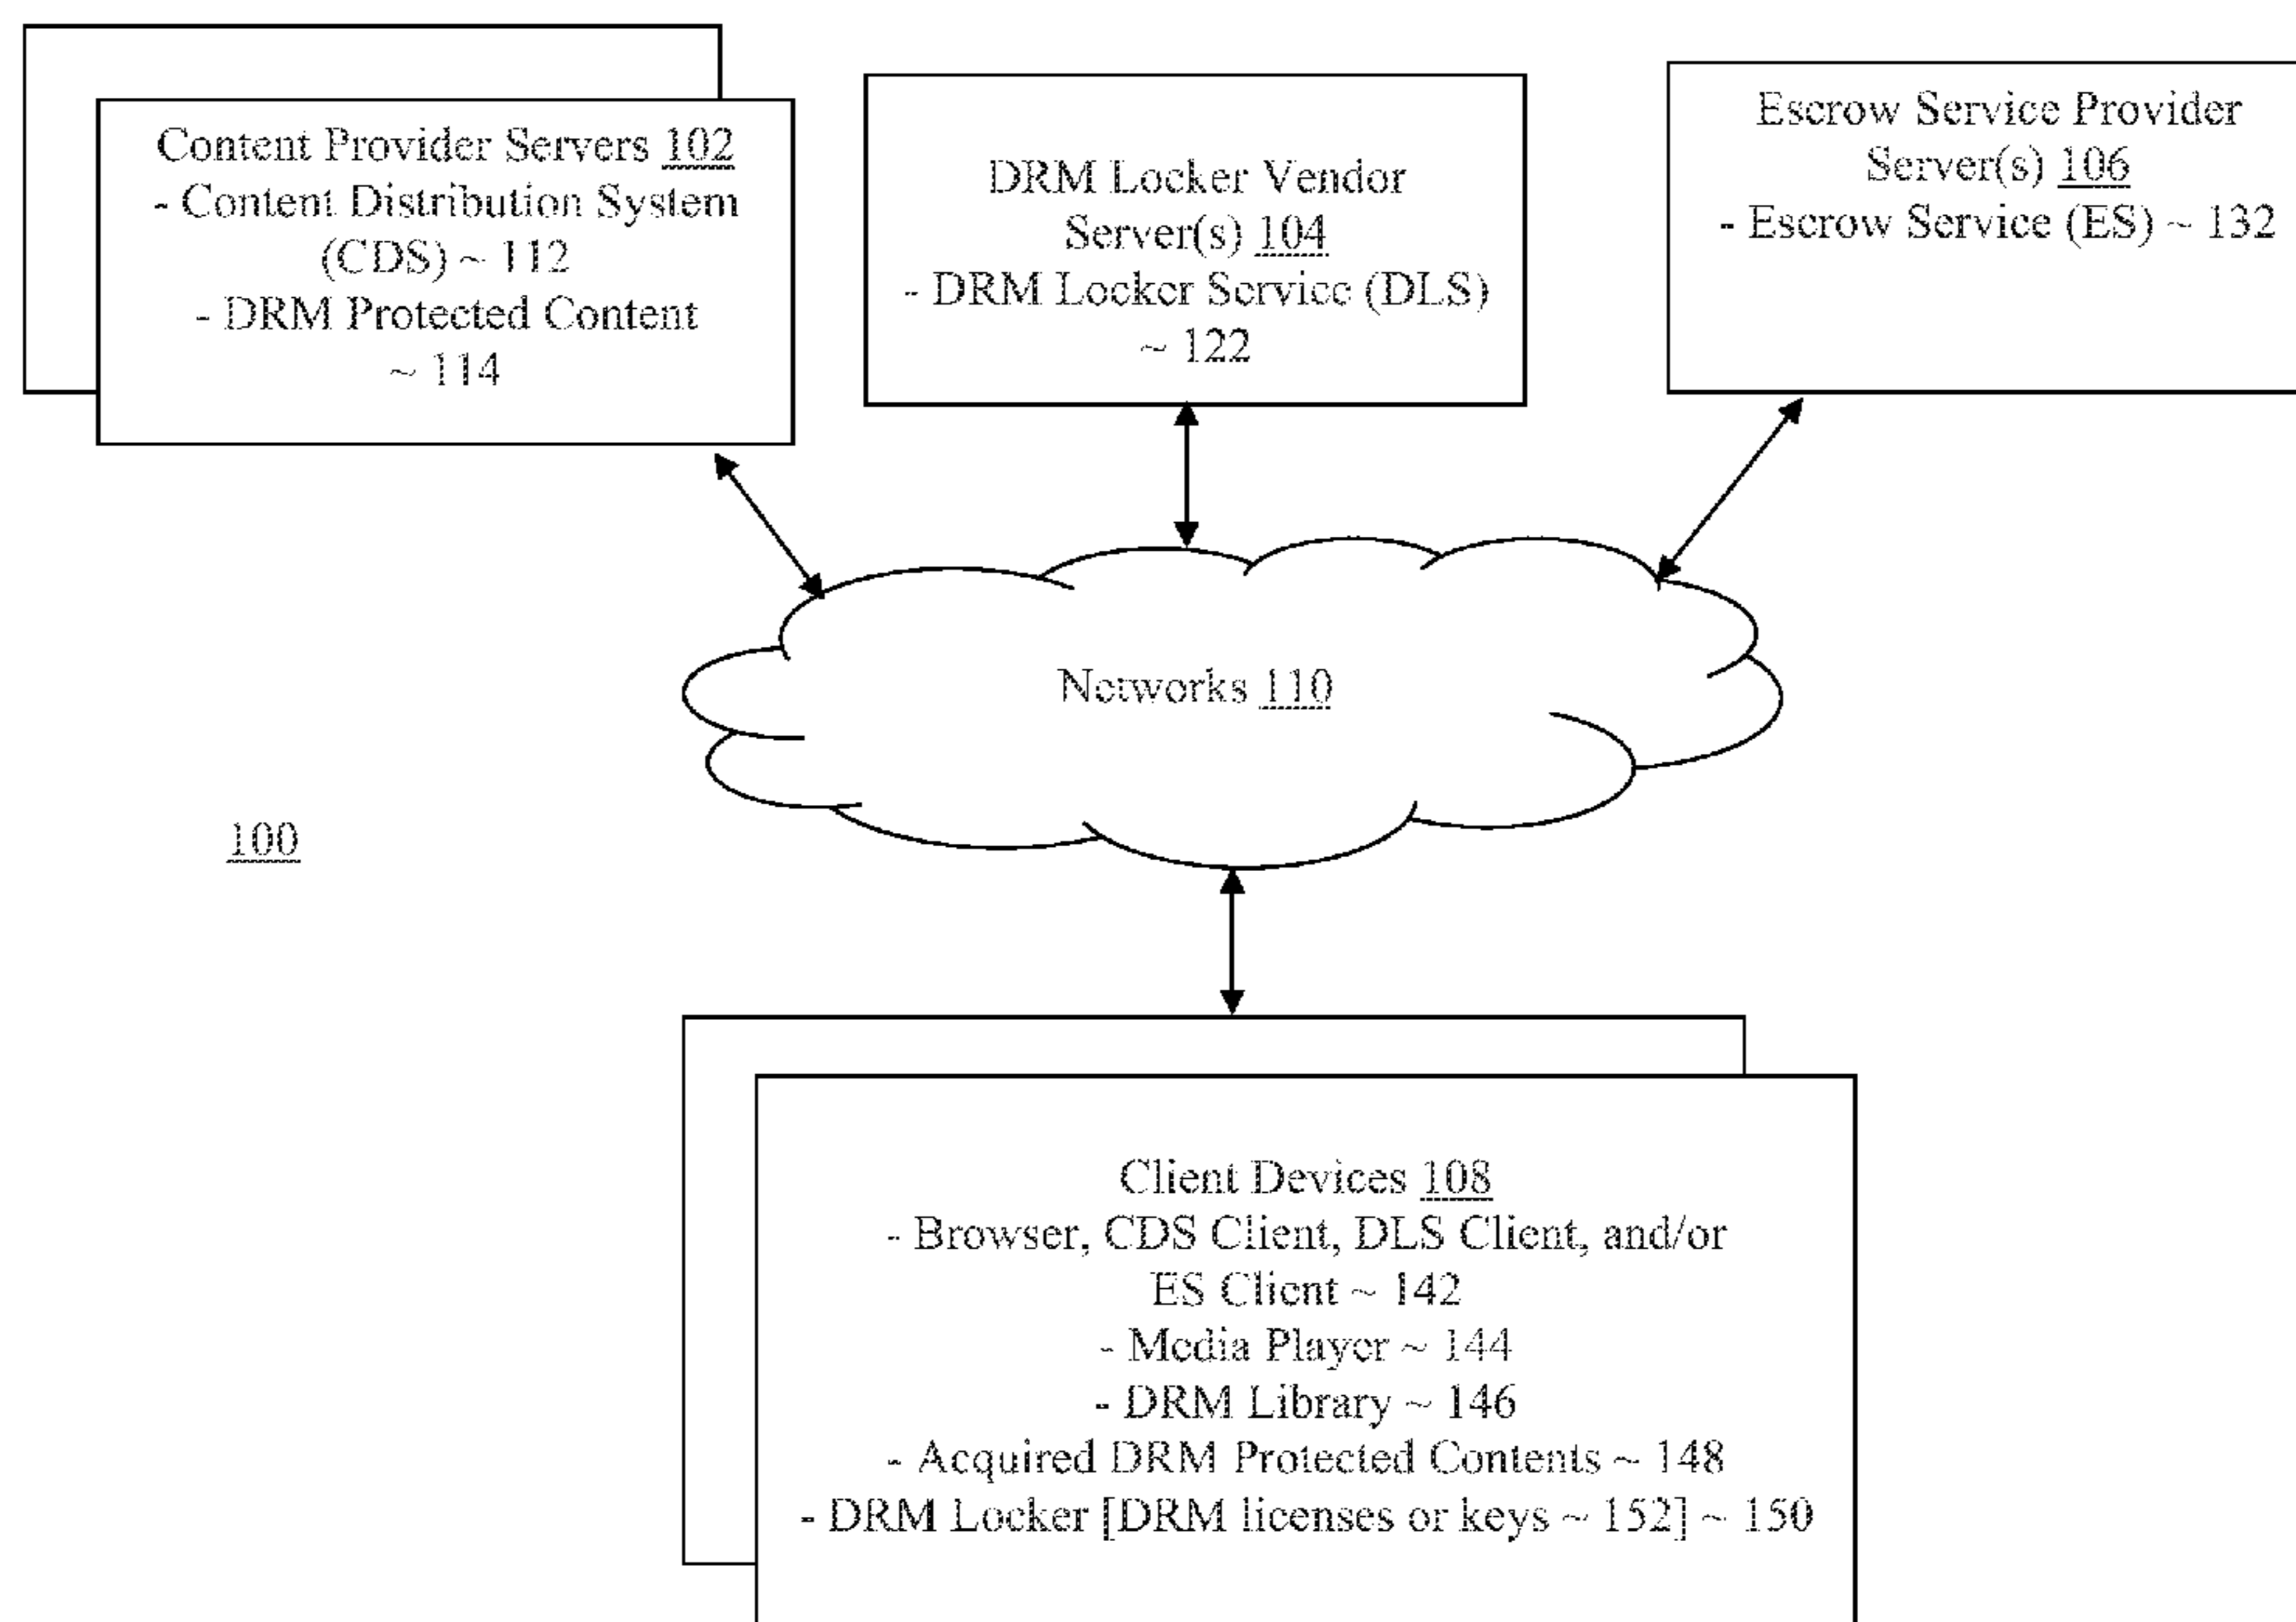 Content Provider Servers 102
- Content Distribution System
(CDS) ~ 112
- DRM Protected Content
~ 114
DRM Locker Vendor
Server(s) 104
- DRM Locker Service (DLS)
~ 122
Escrow Service Provider
Server(s) 106
- Escrow Service (ES) ~ 132
Networks 110
100
Client Devices 108
- Browser, CDS Client, DLS Client, and/or
ES Client ~ 142
- Media Player ~ 144
- DRM Library ~ 146
- Acquired DRM Protected Contents ~ 148
- DRM Locker [DRM licenses or keys ~ 152] ~ 150